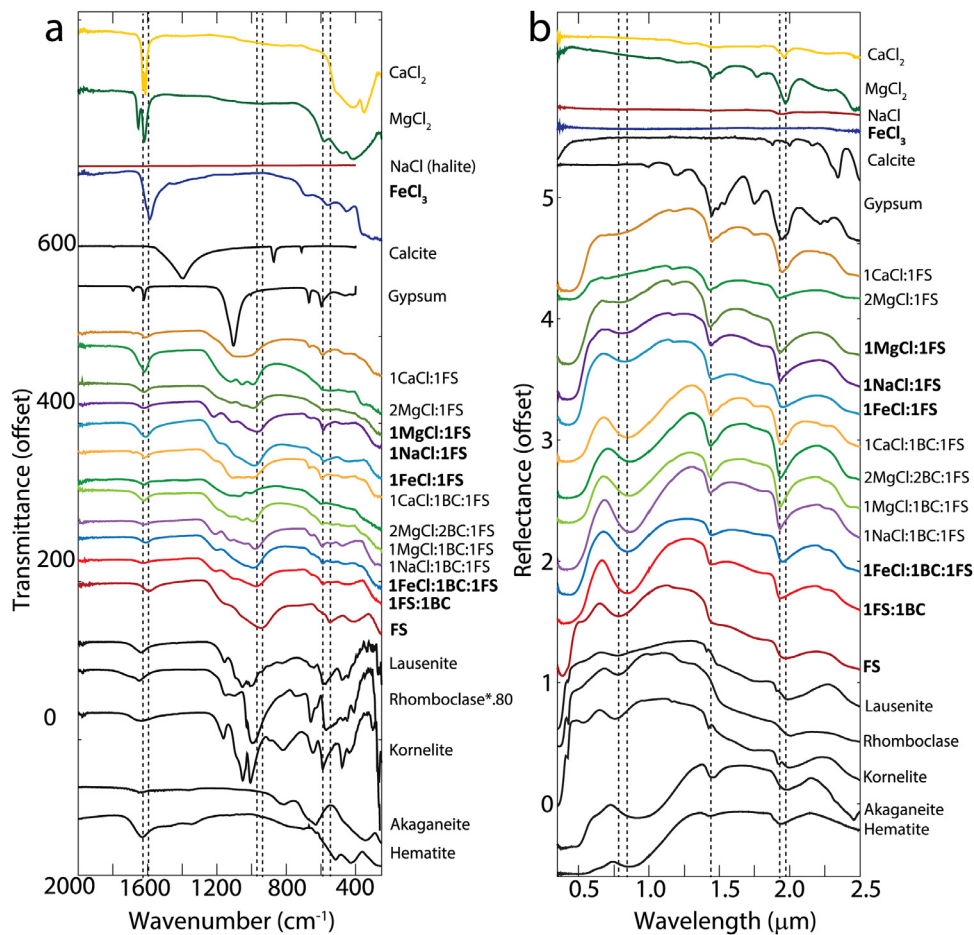 a
CaCl2
MgCl2
NaCl (halite)
FeCl3
Calcite
Gypsum
1CaCl:1FS
2MgCl:1FS
1MgCl:1FS
1NaCl:1FS
1FeCl:1FS
1CaCl:1BC:1FS
2MgCl:2BC:1FS
1MgCl:1BC:1FS
1NaCl:1BC:1FS
1FeCl:1BC:1FS
1FS:1BC
FS
Lausenite
Rhomboclase*.80
Kornelite
Akaganeite
Hematite
Transmittance (offset)
600
400
200
0
2000
1600
1200
800
400
Wavenumber (cm-1)
b
CaCl2
MgCl2
NaCl
FeCl3
Calcite
Gypsum
1CaCl:1FS
2MgCl:1FS
1MgCl:1FS
1NaCl:1FS
1FeCl:1FS
1CaCl:1BC:1FS
2MgCl:2BC:1FS
1MgCl:1BC:1FS
1NaCl:1BC:1FS
1FeCl:1BC:1FS
1FS:1BC
FS
Lausenite
Rhomboclase
Kornelite
Akaganeite
Hematite
Reflectance (offset)
5
4
3
2
1
0
0.5
1.0
1.5
2.0
2.5
Wavelength (μm)